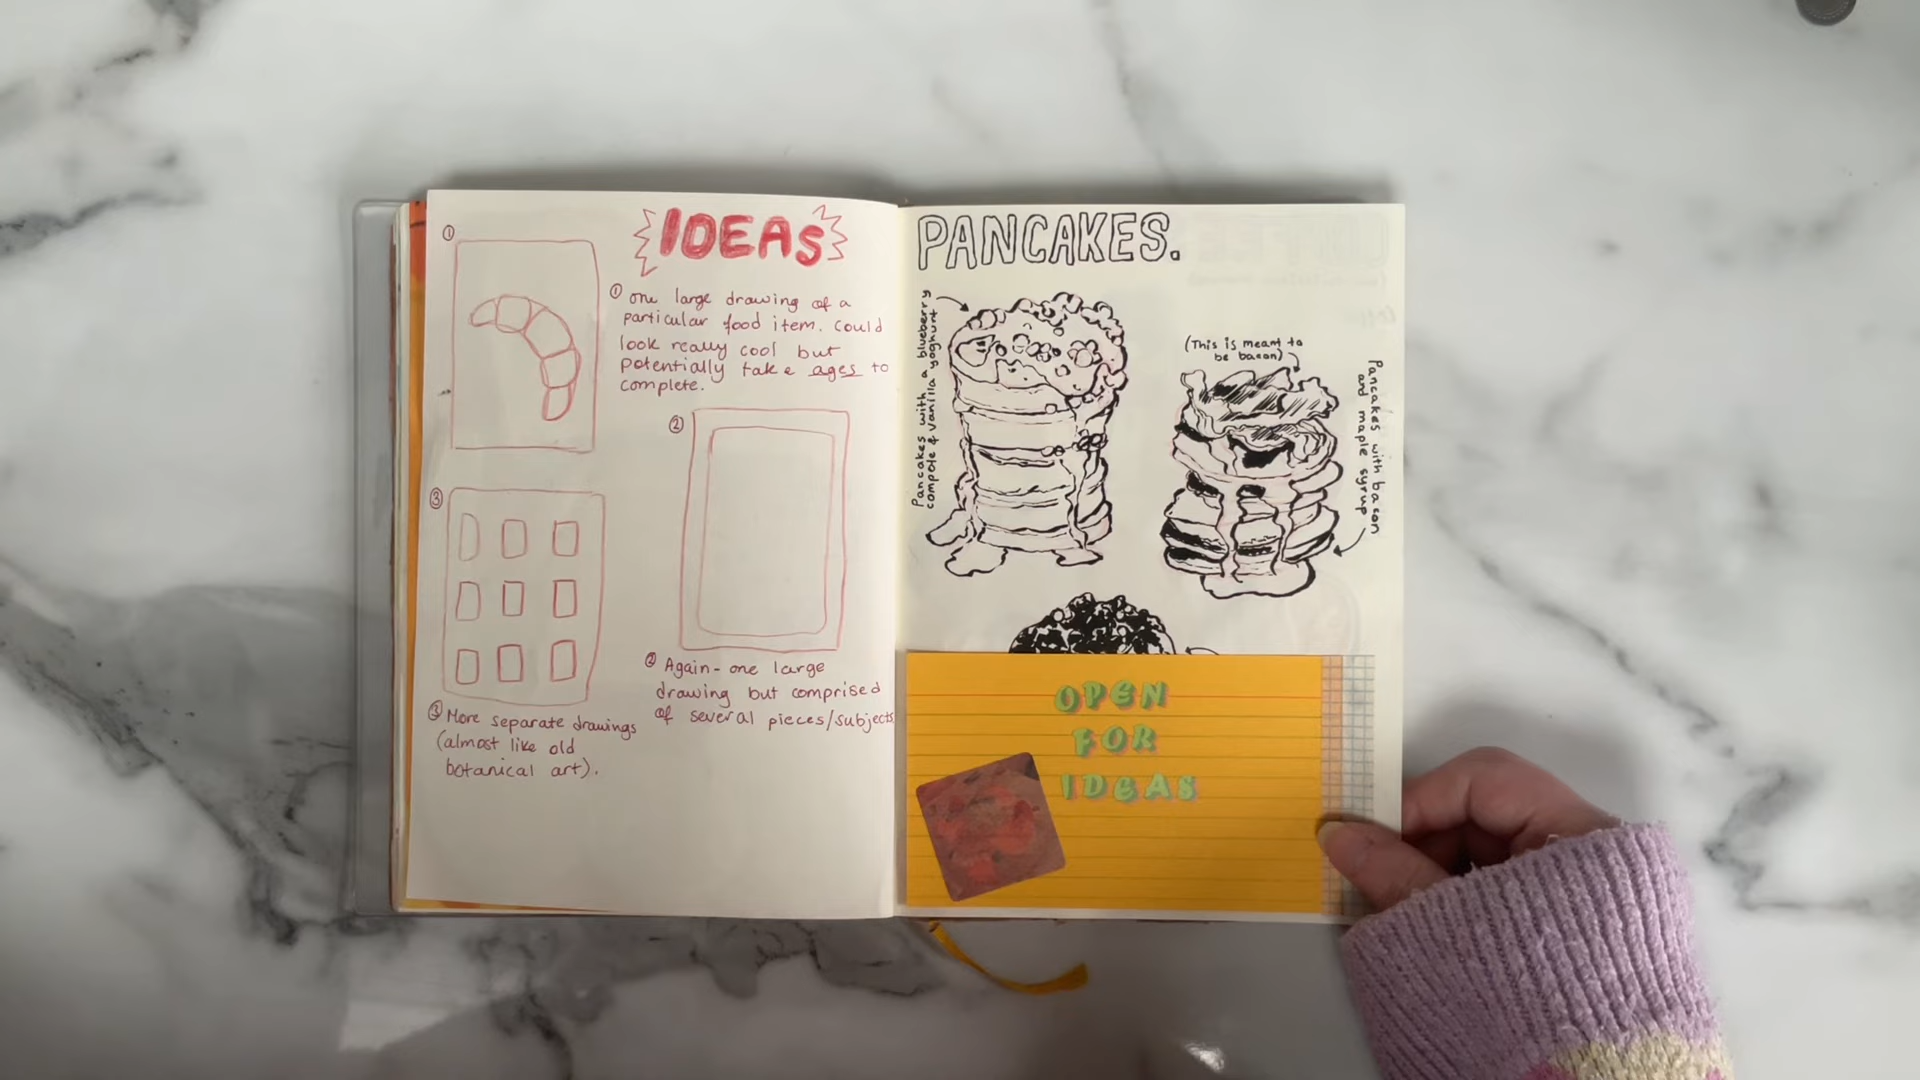 ①
IDEAS
① one large drawing of a
particular food item. Could
look really cool but
potentially take ages to
complete.
②
③
② Again - one large
drawing but comprised
of several pieces/subjects
③ More separate drawings
(almost like old
botanical art).
PANCAKES.
Pancakes with a blueberry
compote & vanilla yoghurt
(This is meant to
be bacon)
Pancakes with bacon
and maple syrup
OPEN
FOR
IDEAS